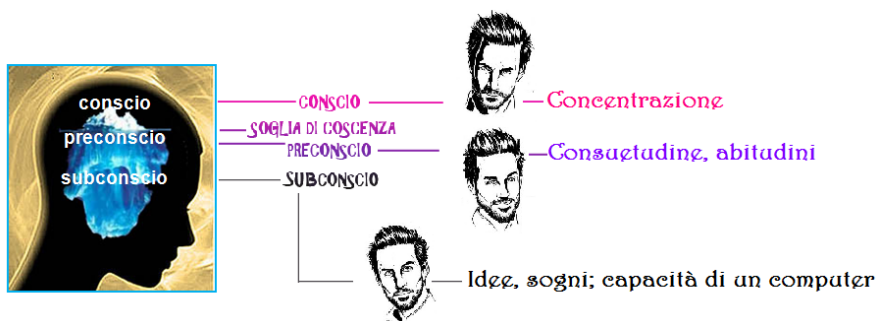 conscio
preconscio
subconscio
CONSCIO
SOGLIA DI COSCENZA
PRECONSCIO
SUBCONSCIO
Concentrazione
Consuetudine, abitudini
Idee, sogni; capacità di un computer